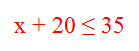 x + 20 ≤ 35